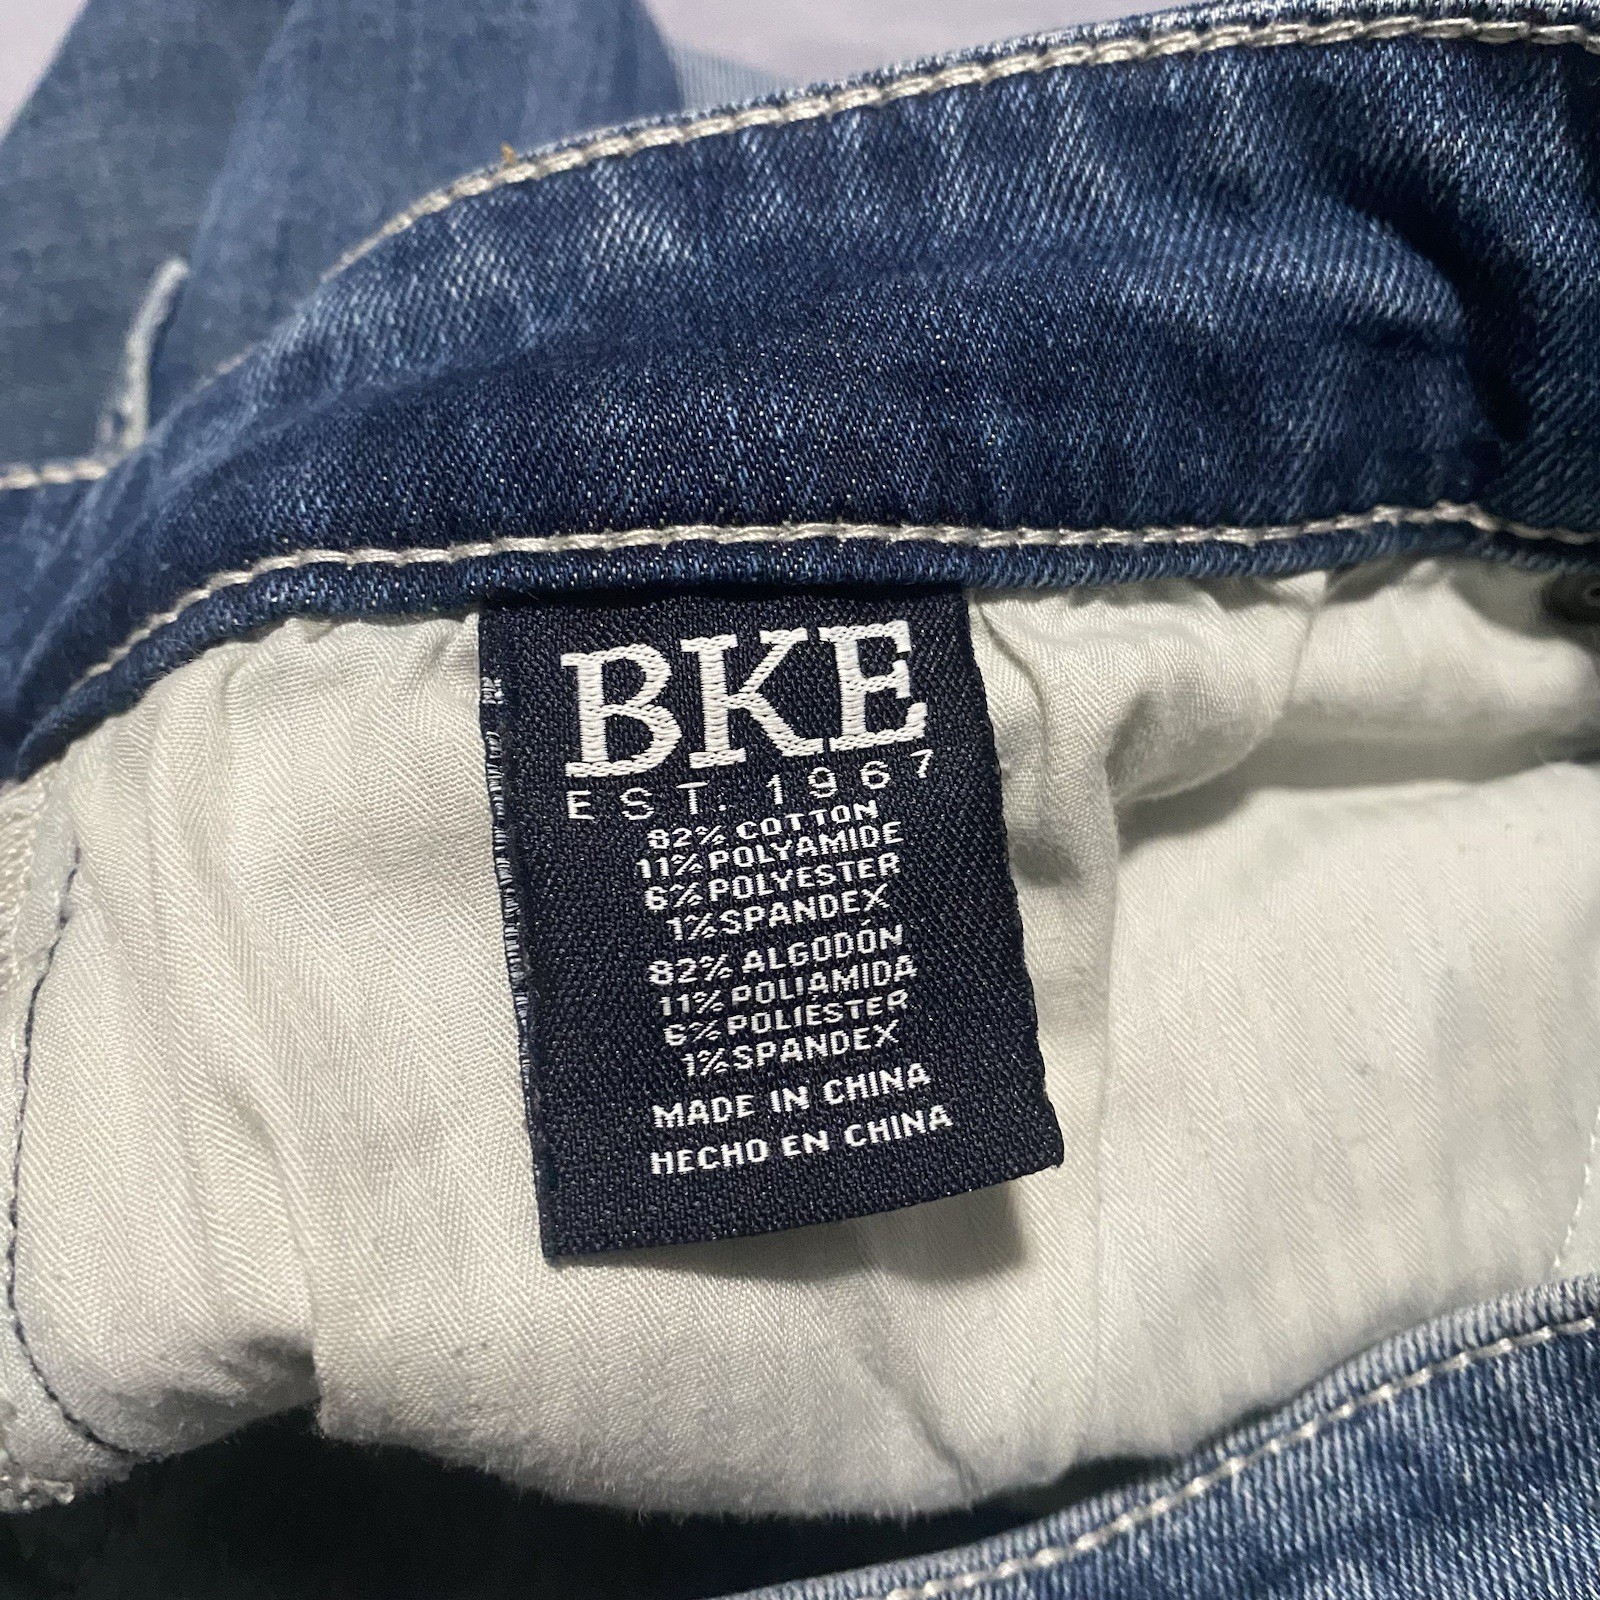 BKE
EST. 1967
82% COTTON
11% POLYAMIDE
6% POLYESTER
1% SPANDEX
82% ALGODÓN
11% POLIAMIDA
6% POLIÉSTER
1% SPANDEX
MADE IN CHINA
HECHO EN CHINA